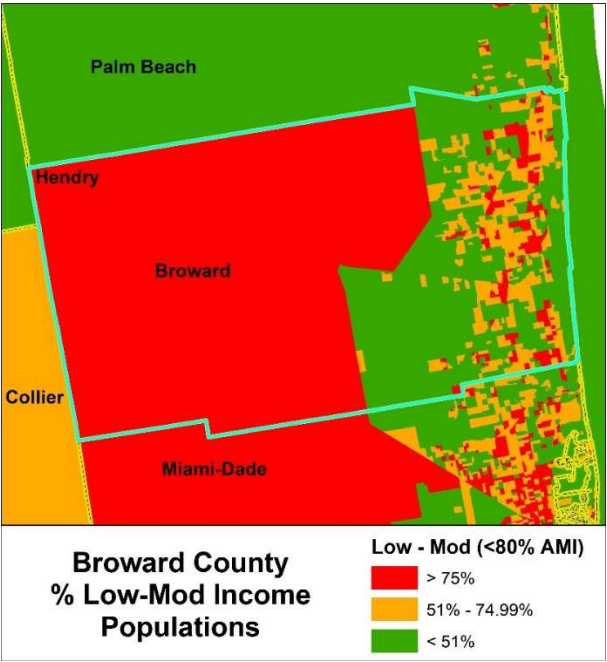 Palm Beach
Hendry
Broward
Collier
Miami-Dade
Broward County
% Low-Mod Income
Populations
Low - Mod (<80% AMI)
> 75%
51% - 74.99%
< 51%